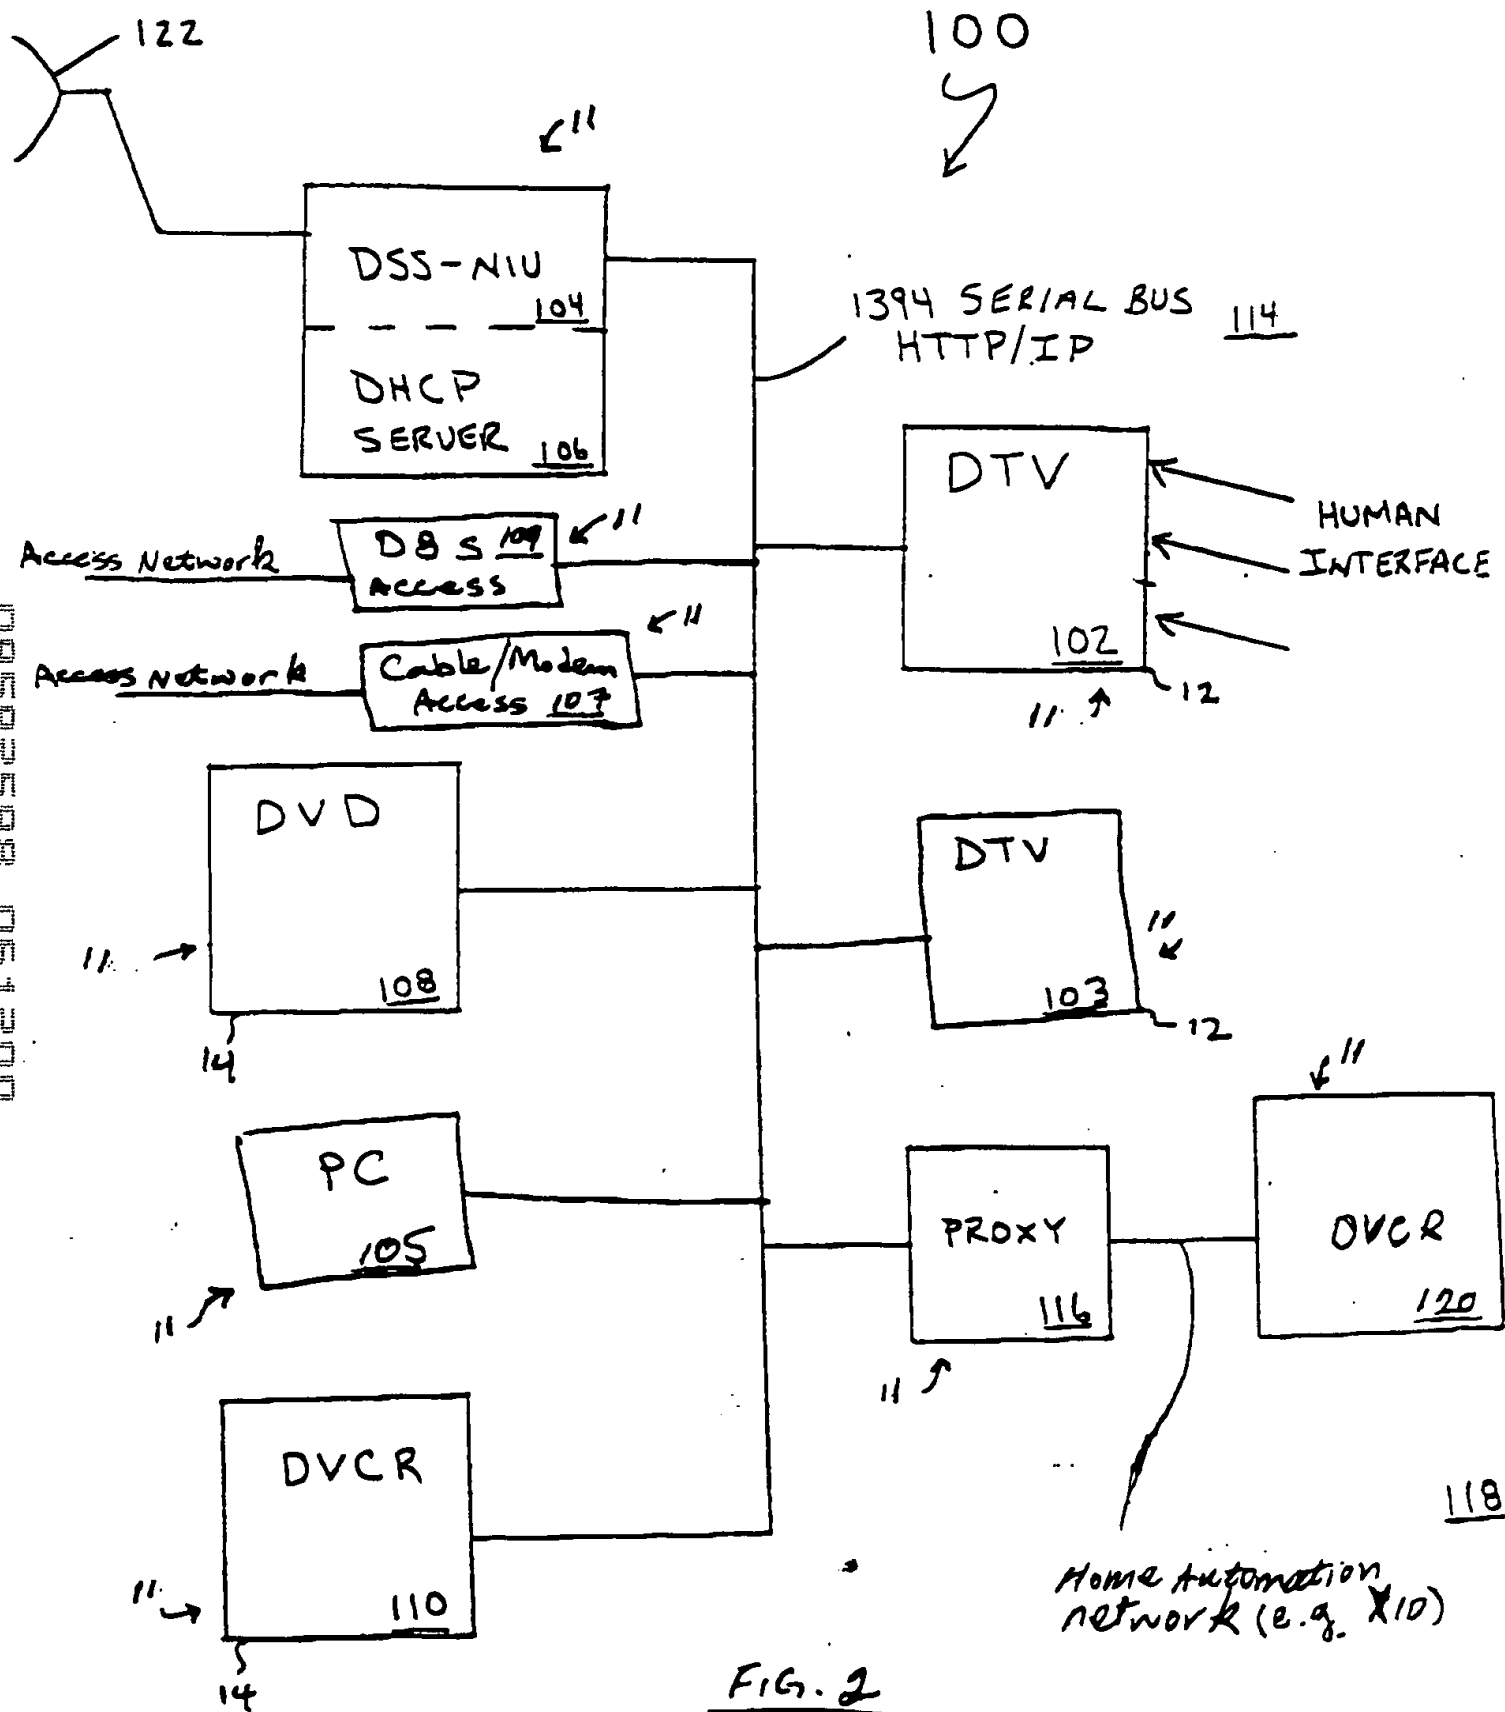 122
100
11
DSS-NIU
104
DHCP
SERVER
106
1394 SERIAL BUS
HTTP/IP
114
DTV
102
12
11
HUMAN
INTERFACE
Access Network
DBS 109
Access
11
Access Network
Cable/Modem
Access 107
11
DVD
108
11
14
DTV
103
11
12
PC
105
11
PROXY
116
11
DVCR
120
11
DVCR
110
11
14
118
Home Automation
network (e.g. X10)
FIG. 2